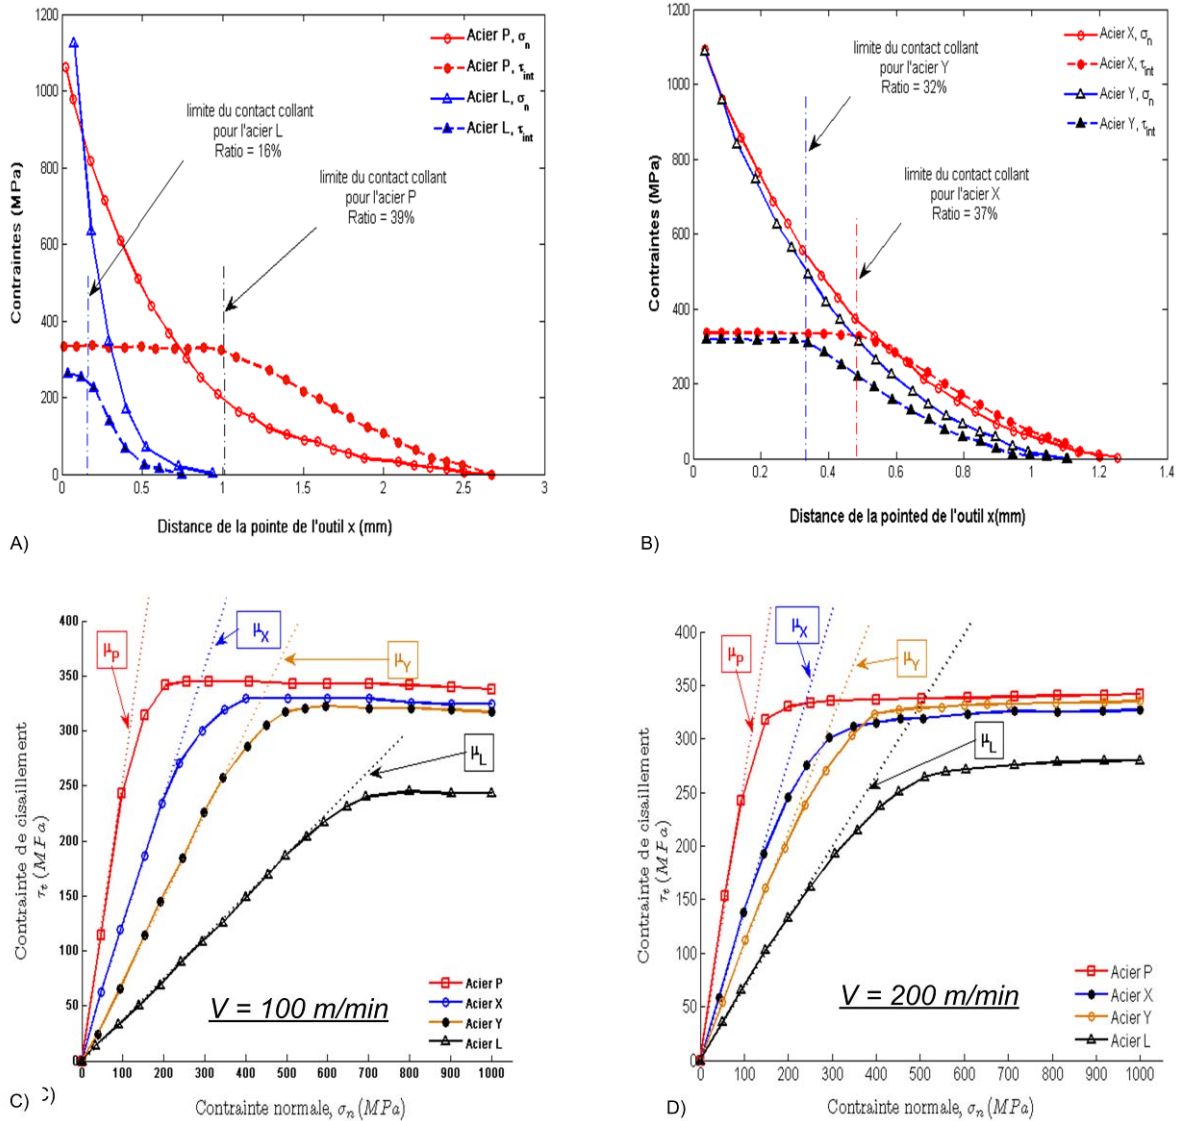 1200
1000
800
600
400
200
0
0
0.5
1
1.5
2
2.5
3
Contraintes (MPa)
Distance de la pointe de l'outil x (mm)
Acier P, σn
Acier P, τint
Acier L, σn
Acier L, τint
limite du contact collant
pour l'acier L
Ratio = 16%
limite du contact collant
pour l'acier P
Ratio = 39%
A)
1200
1000
800
600
400
200
0
0
0.2
0.4
0.6
0.8
1
1.2
1.4
Contraintes (MPa)
Distance de la pointed de l'outil x(mm)
Acier X, σn
Acier X, τint
Acier Y, σn
Acier Y, τint
limite du contact collant
pour l'acier Y
Ratio = 32%
limite du contact collant
pour l'acier X
Ratio = 37%
B)
400
350
300
250
200
150
100
50
0
0
100
200
300
400
500
600
700
800
900
1000
Contrainte de cisaillement
τt (MPa)
Contrainte normale, σn (MPa)
μP
μX
μY
μL
Acier P
Acier X
Acier Y
Acier L
V = 100 m/min
C)
400
350
300
250
200
150
100
50
0
0
100
200
300
400
500
600
700
800
900
1000
Contrainte de cisaillement
τt (MPa)
Contrainte normale, σn (MPa)
μP
μX
μY
μL
Acier P
Acier X
Acier Y
Acier L
V = 200 m/min
D)